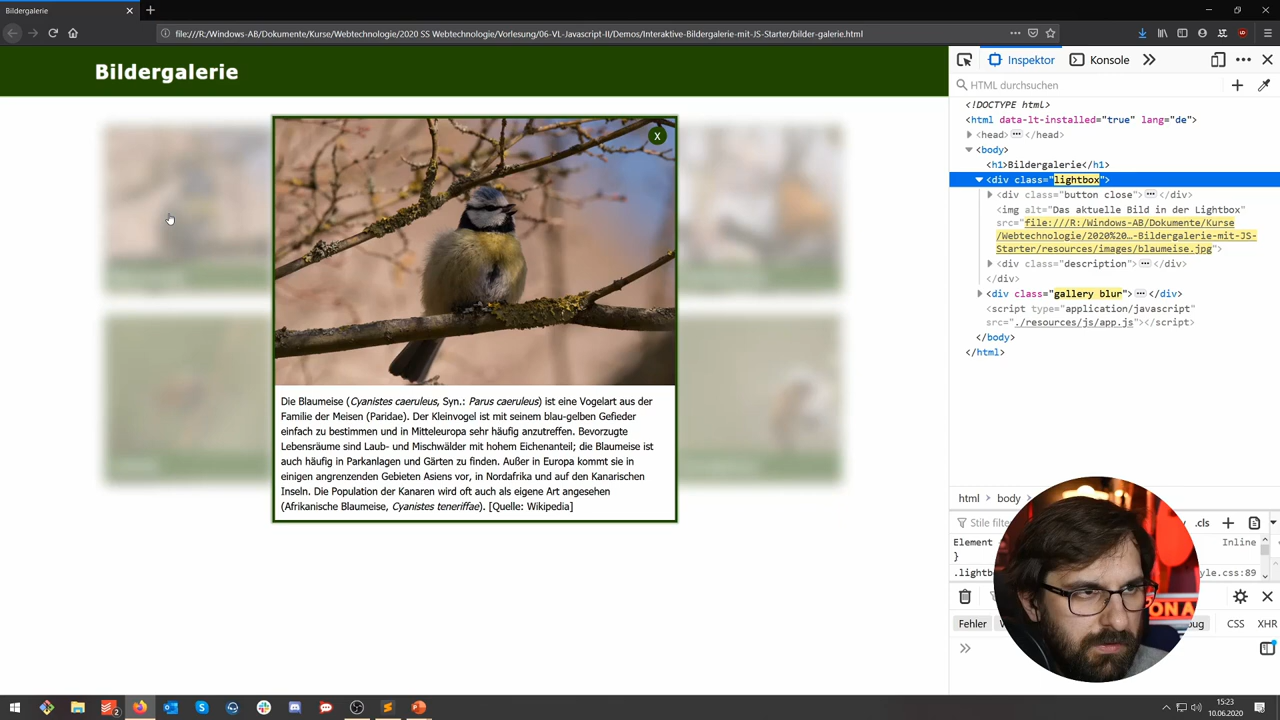 Bildergalerie
file:///R:/Windows-AB/Dokumente/Kurse/Webtechnologie/2020 SS Webtechnologie/Vorlesung/06-VL-Javascript-II/Demos/Interaktive-Bildergalerie-mit-JS-Starter/bilder-galerie.html
Bildergalerie
X
Die Blaumeise (Cyanistes caeruleus, Syn.: Parus caeruleus) ist eine Vogelart aus der
Familie der Meisen (Paridae). Der Kleinvogel ist mit seinem blau-gelben Gefieder
einfach zu bestimmen und in Mitteleuropa sehr häufig anzutreffen. Bevorzugte
Lebensräume sind Laub- und Mischwälder mit hohem Eichenanteil; die Blaumeise ist
auch häufig in Parkanlagen und Gärten zu finden. Außer in Europa kommt sie in
einigen angrenzenden Gebieten Asiens vor, in Nordafrika und auf den Kanarischen
Inseln. Die Population der Kanaren wird oft auch als eigene Art angesehen
(Afrikanische Blaumeise, Cyanistes teneriffae). [Quelle: Wikipedia]
Inspektor
Konsole
HTML durchsuchen
<!DOCTYPE html>
<html data-lt-installed="true" lang="de">
<head> </head>
<body>
<h1>Bildergalerie</h1>
<div class="lightbox">
<div class="button close"> </div>
<img alt="Das aktuelle Bild in der Lightbox"
src="file:///R:/Windows-AB/Dokumente/Kurse
/Webtechnologie/2020%20…-Bildergalerie-mit-JS-
Starter/resources/images/blaumeise.jpg">
<div class="description"> </div>
</div>
<div class="gallery blur"> </div>
<script type="application/javascript"
src="./resources/js/app.js"></script>
</body>
</html>
html
body
.cls
Element
Inline
}
Fehler
CSS
XHR
2
15:23
10.06.2020